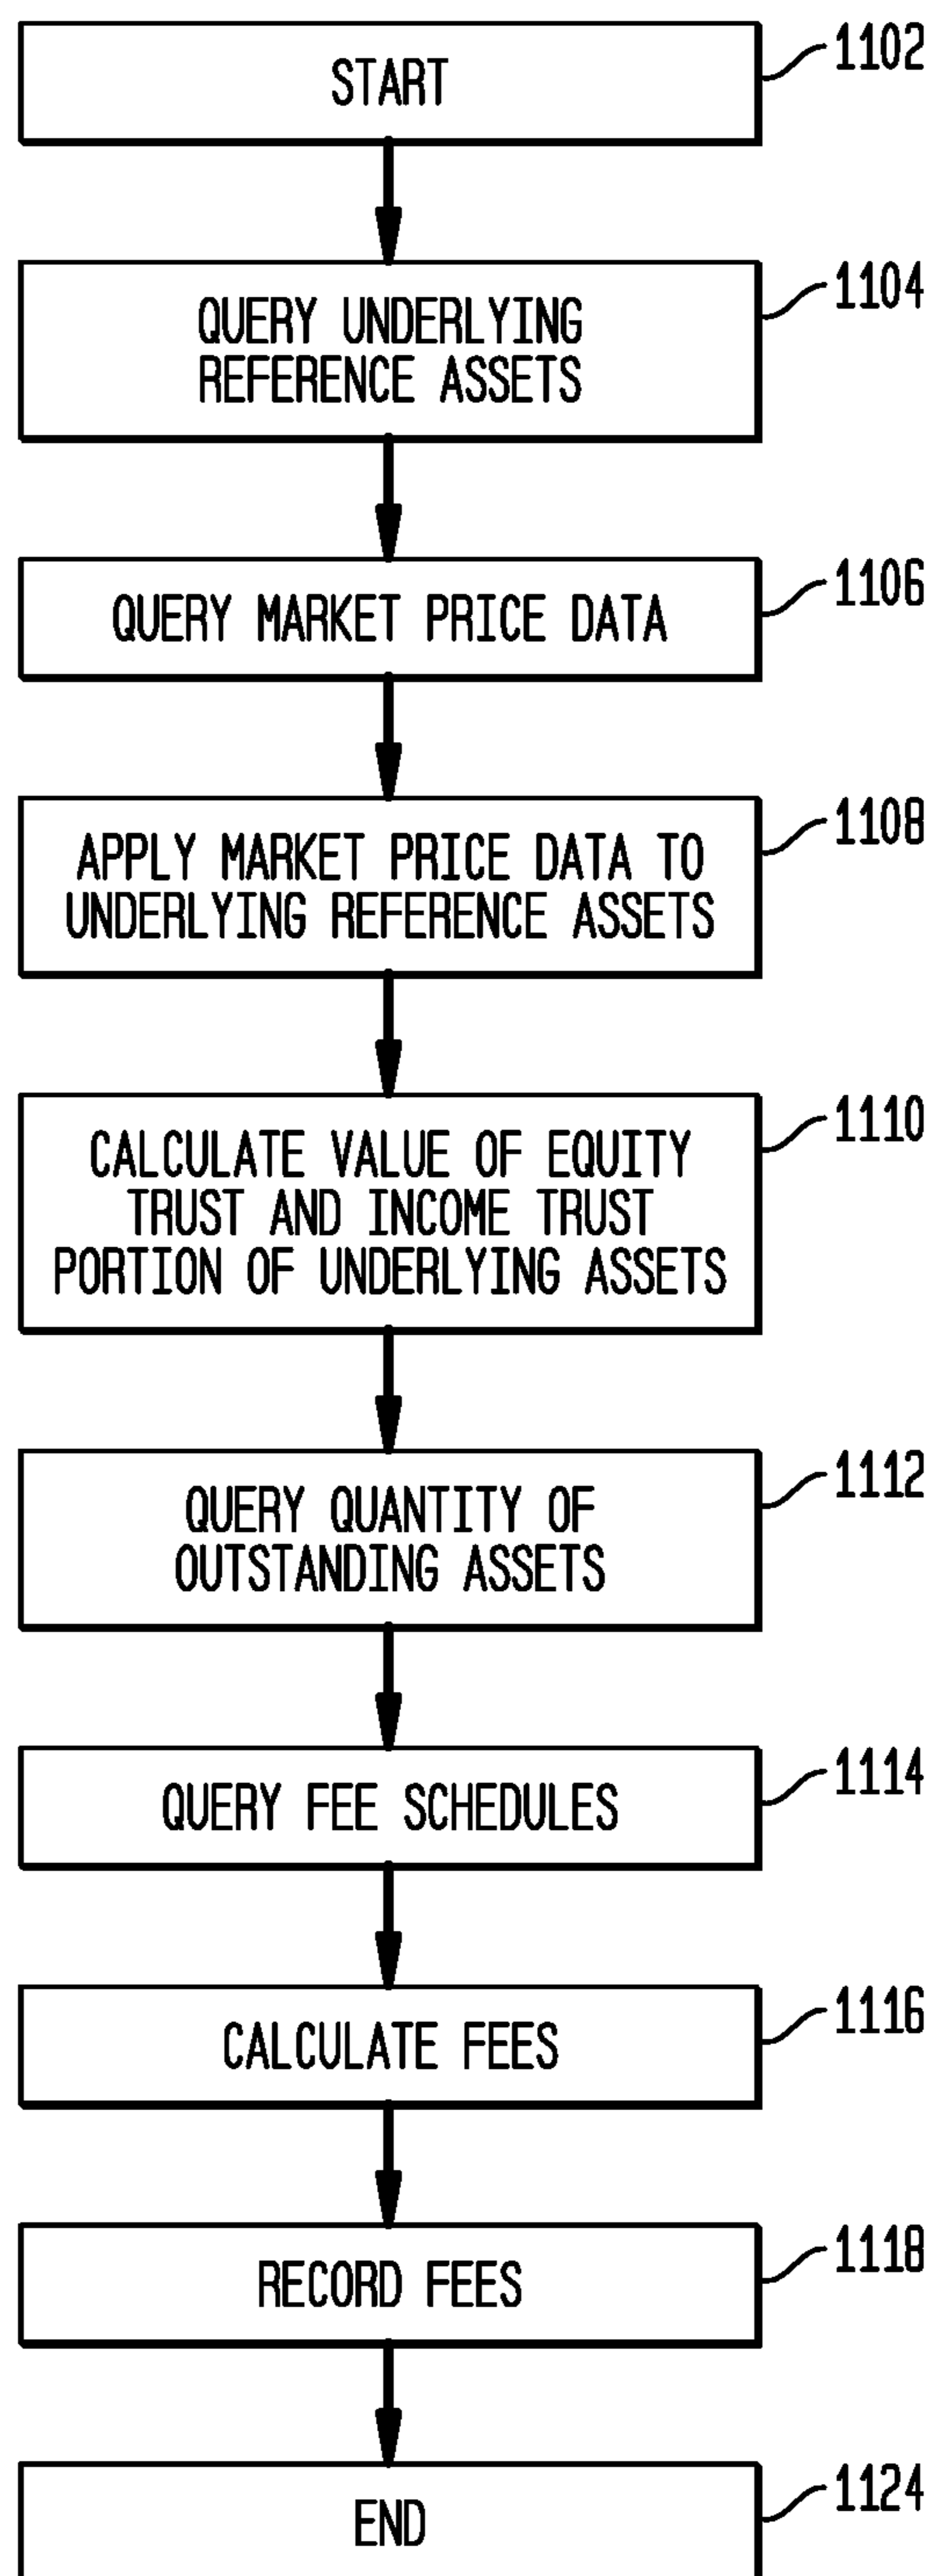 START
1102
QUERY UNDERLYING
REFERENCE ASSETS
1104
QUERY MARKET PRICE DATA
1106
APPLY MARKET PRICE DATA TO
UNDERLYING REFERENCE ASSETS
1108
CALCULATE VALUE OF EQUITY
TRUST AND INCOME TRUST
PORTION OF UNDERLYING ASSETS
1110
QUERY QUANTITY OF
OUTSTANDING ASSETS
1112
QUERY FEE SCHEDULES
1114
CALCULATE FEES
1116
RECORD FEES
1118
END
1124